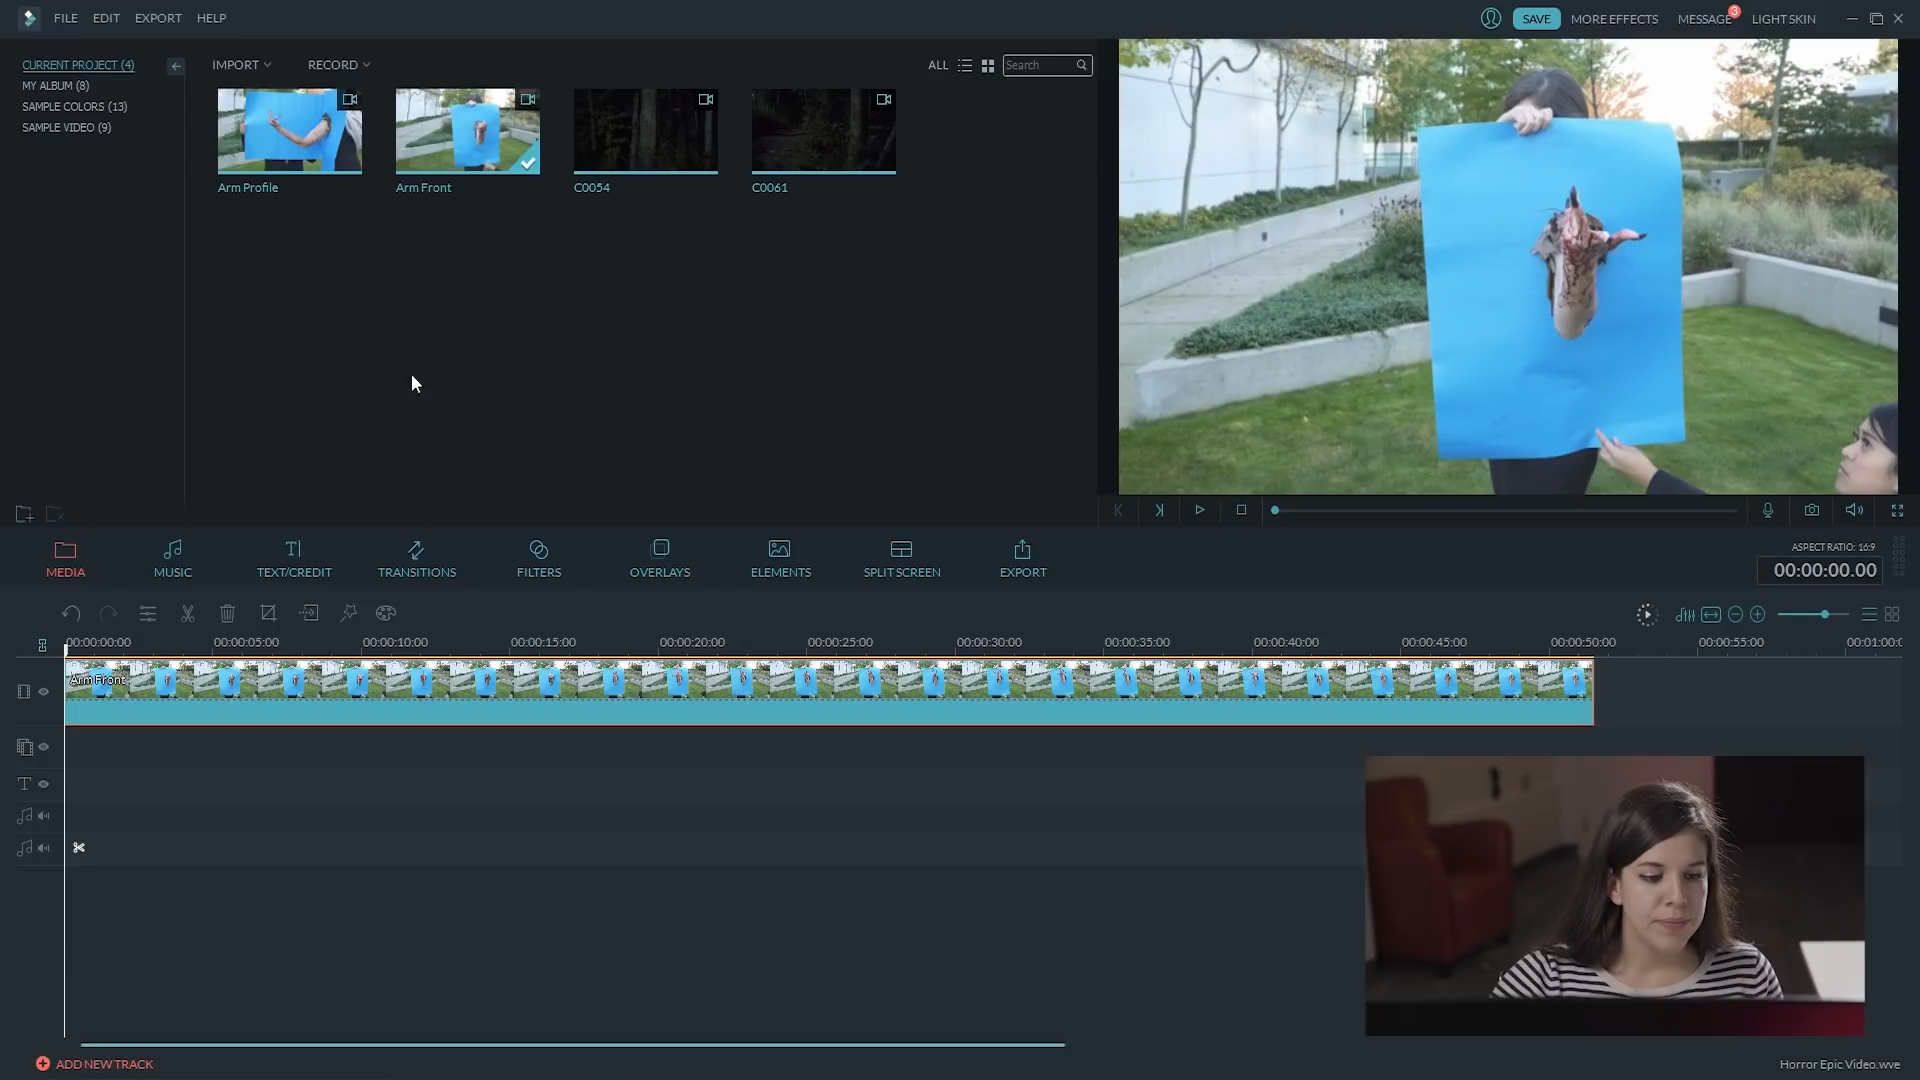 FILE EDIT EXPORT HELP
SAVE MORE EFFECTS MESSAGE 3 LIGHT SKIN
CURRENT PROJECT (4)
MY ALBUM (8)
SAMPLE COLORS (13)
SAMPLE VIDEO (9)
IMPORT RECORD ALL Search
Arm Profile Arm Front C0054 C0061
MEDIA MUSIC TEXT/CREDIT TRANSITIONS FILTERS OVERLAYS ELEMENTS SPLIT SCREEN EXPORT
ASPECT RATIO: 16:9
00:00:00.00
00:00:00:00 00:00:05:00 00:00:10:00 00:00:15:00 00:00:20:00 00:00:25:00 00:00:30:00 00:00:35:00 00:00:40:00 00:00:45:00 00:00:50:00 00:00:55:00 00:01:00:
Arm Front
ADD NEW TRACK
Horror Epic Video.wve